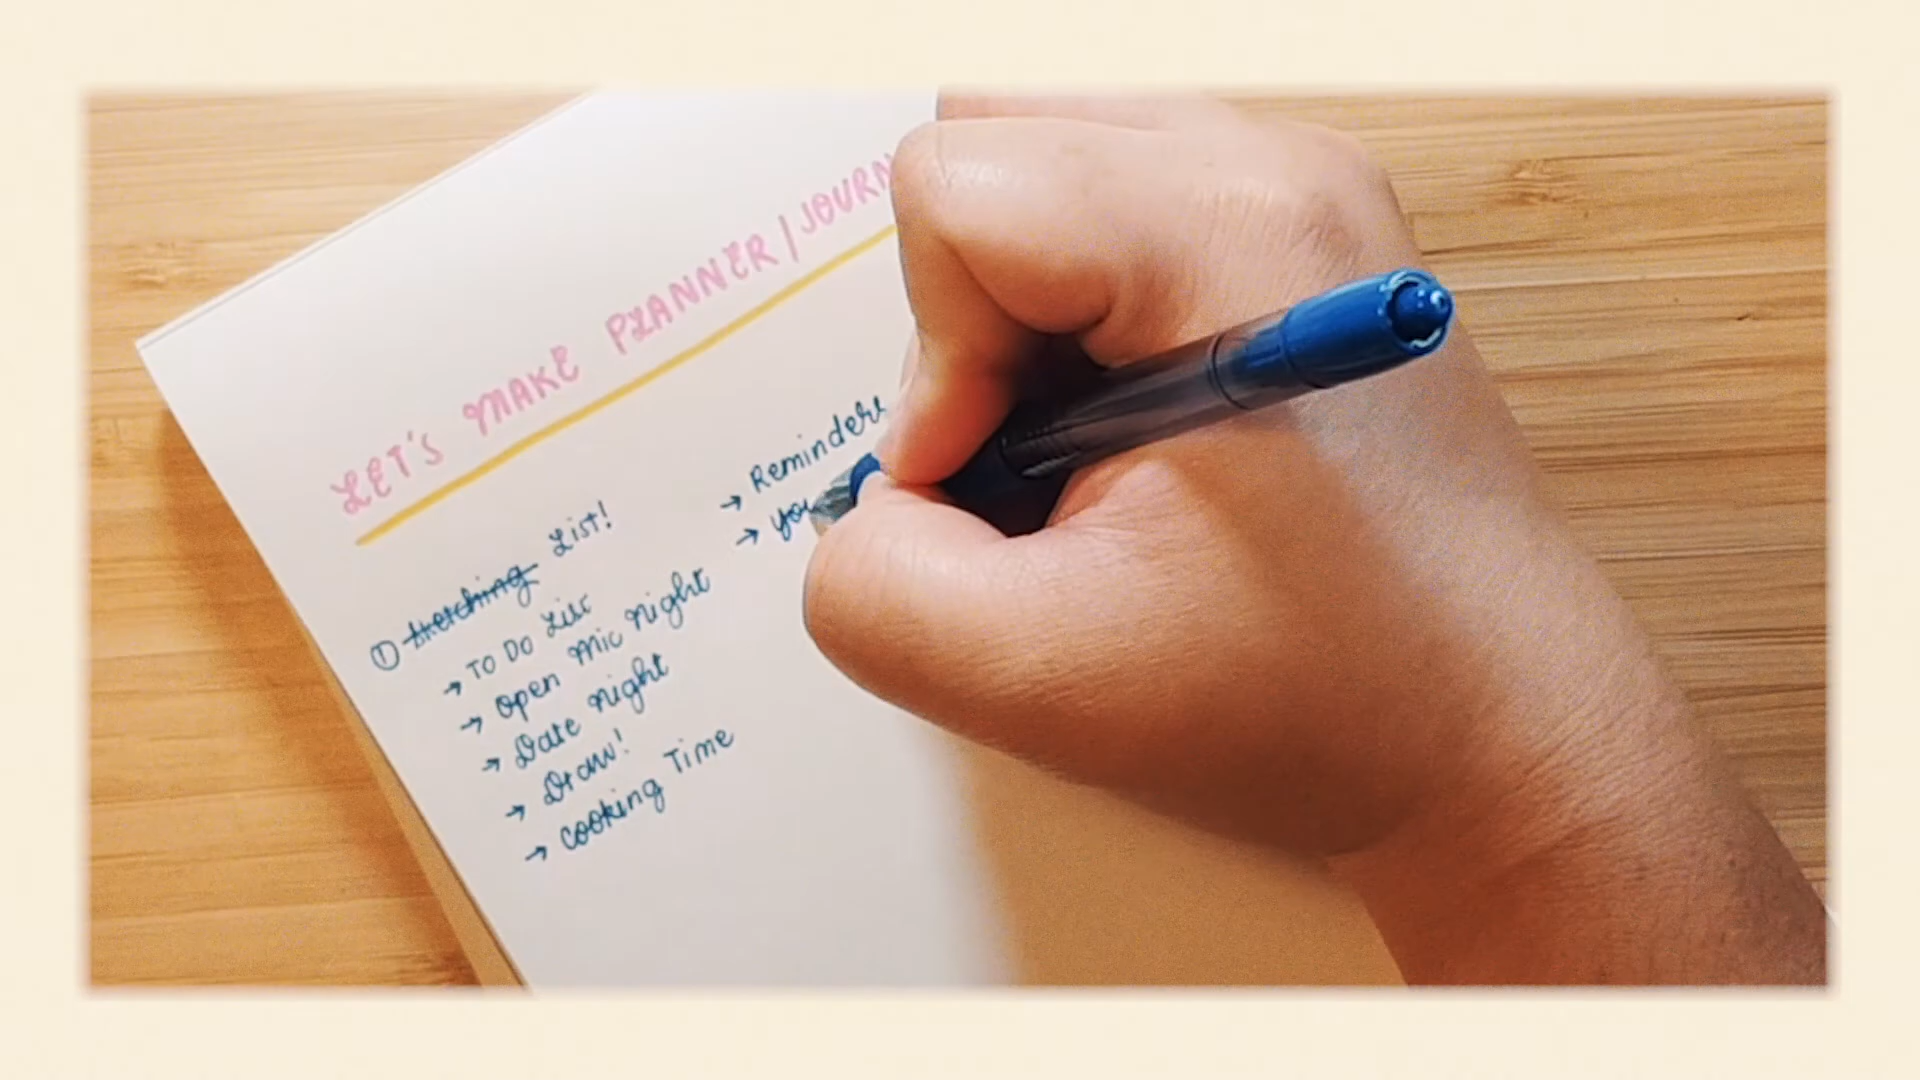 LET'S MAKE PLANNER/JOURN
① Sketching List!
→ TO DO List
→ Open Mic Night
→ Date Night
→ Draw!
→ Cooking Time
→ Reminders
→ you